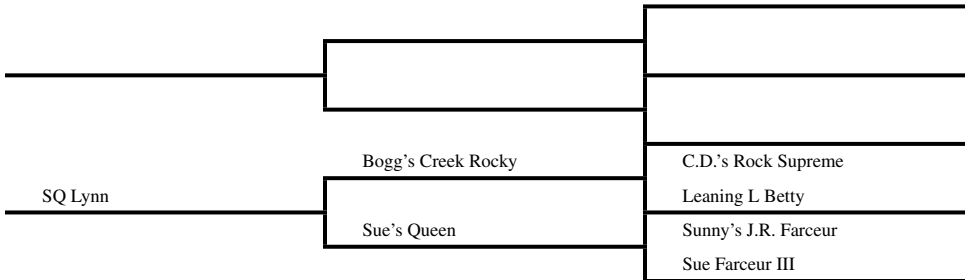 Bogg's Creek Rocky
C.D.'s Rock Supreme
SQ Lynn
Leaning L Betty
Sue's Queen
Sunny's J.R. Farceur
Sue Farceur III